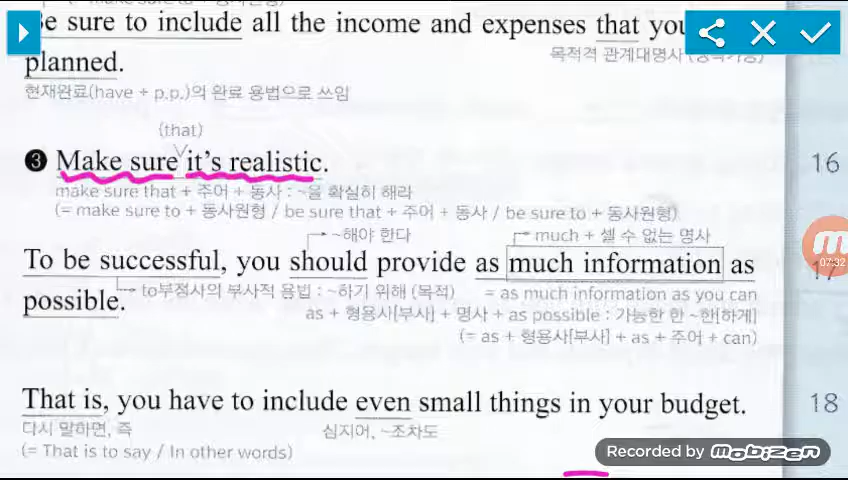 Be sure to include all the income and expenses that you
planned.
목적격 관계대명사
현재완료(have + p.p.)의 완료 용법으로 쓰임
(that)
❸ Make sure it's realistic.
16
make sure that + 주어 + 동사 : ~을 확실히 해라
(= make sure to + 동사원형 / be sure that + 주어 + 동사 / be sure to + 동사원형)
~해야 한다
much + 셀 수 없는 명사
To be successful, you should provide as much information as
17
possible.
to부정사의 부사적 용법 : ~하기 위해 (목적)
= as much information as you can
as + 형용사[부사] + 명사 + as possible : 가능한 한 ~한[하게]
(= as + 형용사[부사] + as + 주어 + can)
07:32
That is, you have to include even small things in your budget.
18
다시 말하면, 즉
심지어, ~조차도
(= That is to say / In other words)
Recorded by Mobizen